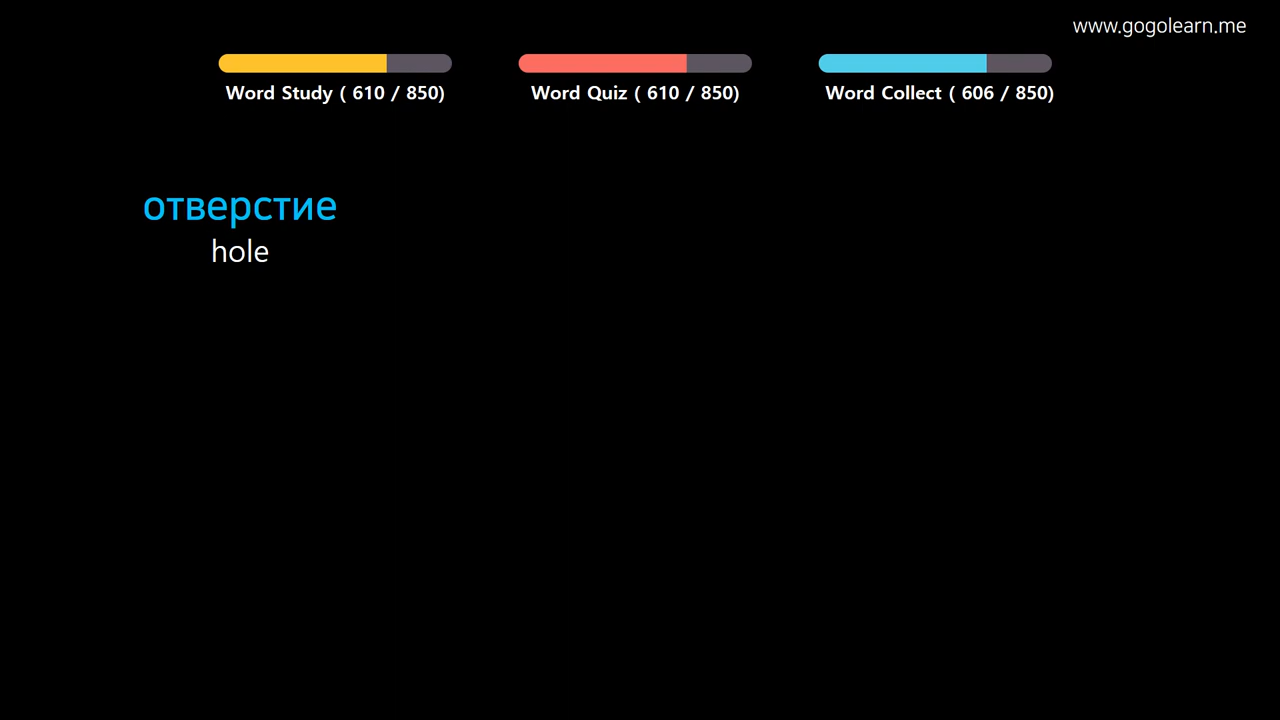 www.gogolearn.me
Word Study ( 610 / 850)
Word Quiz ( 610 / 850)
Word Collect ( 606 / 850)
отверстие
hole